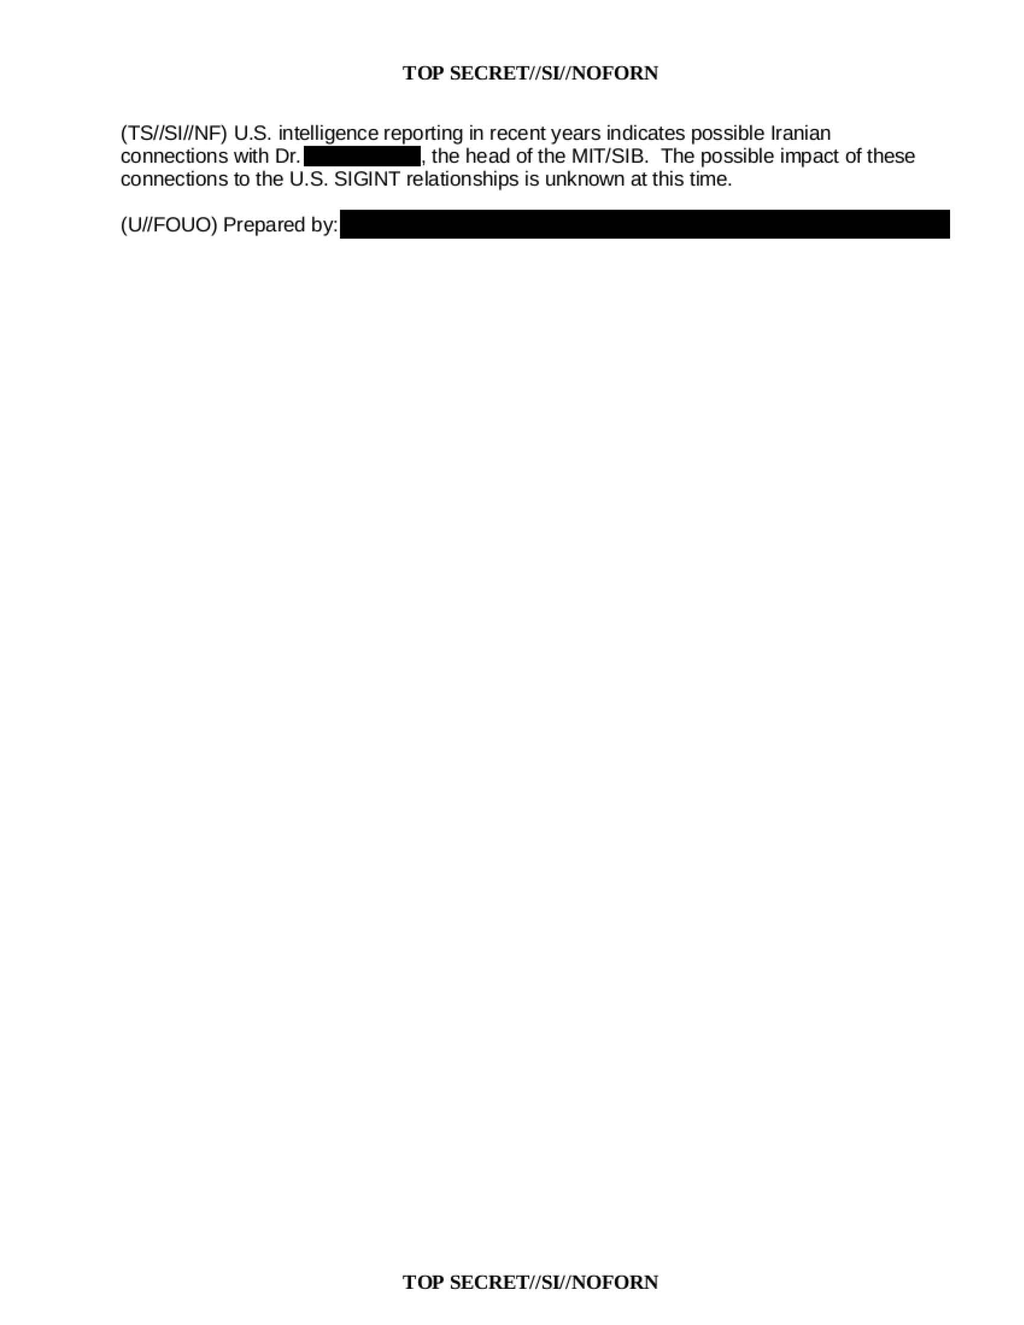 TOP SECRET//SI//NOFORN
(TS//SI//NF) U.S. intelligence reporting in recent years indicates possible Iranian
connections with Dr. , the head of the MIT/SIB.  The possible impact of these
connections to the U.S. SIGINT relationships is unknown at this time.
(U//FOUO) Prepared by:
TOP SECRET//SI//NOFORN